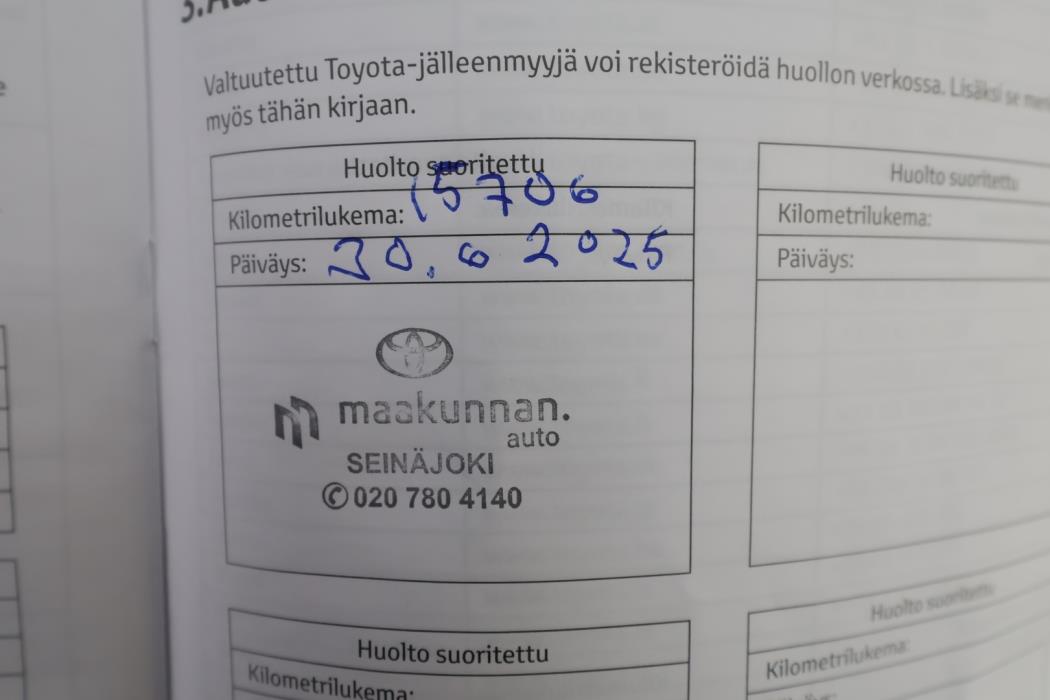 Valtuutettu Toyota-jälleenmyyjä voi rekisteröidä huollon verkossa. Lisäksi se
myös tähän kirjaan.
Huolto suoritettu
Kilometrilukema: 15706
Päiväys: 30.6 2025
maakunnan.
auto
SEINÄJOKI
✆ 020 780 4140
Huolto suoritettu
Kilometrilukema:
Päiväys:
Huolto suoritettu
Kilometrilukema:
Huolto suoritettu
Kilometrilukema: